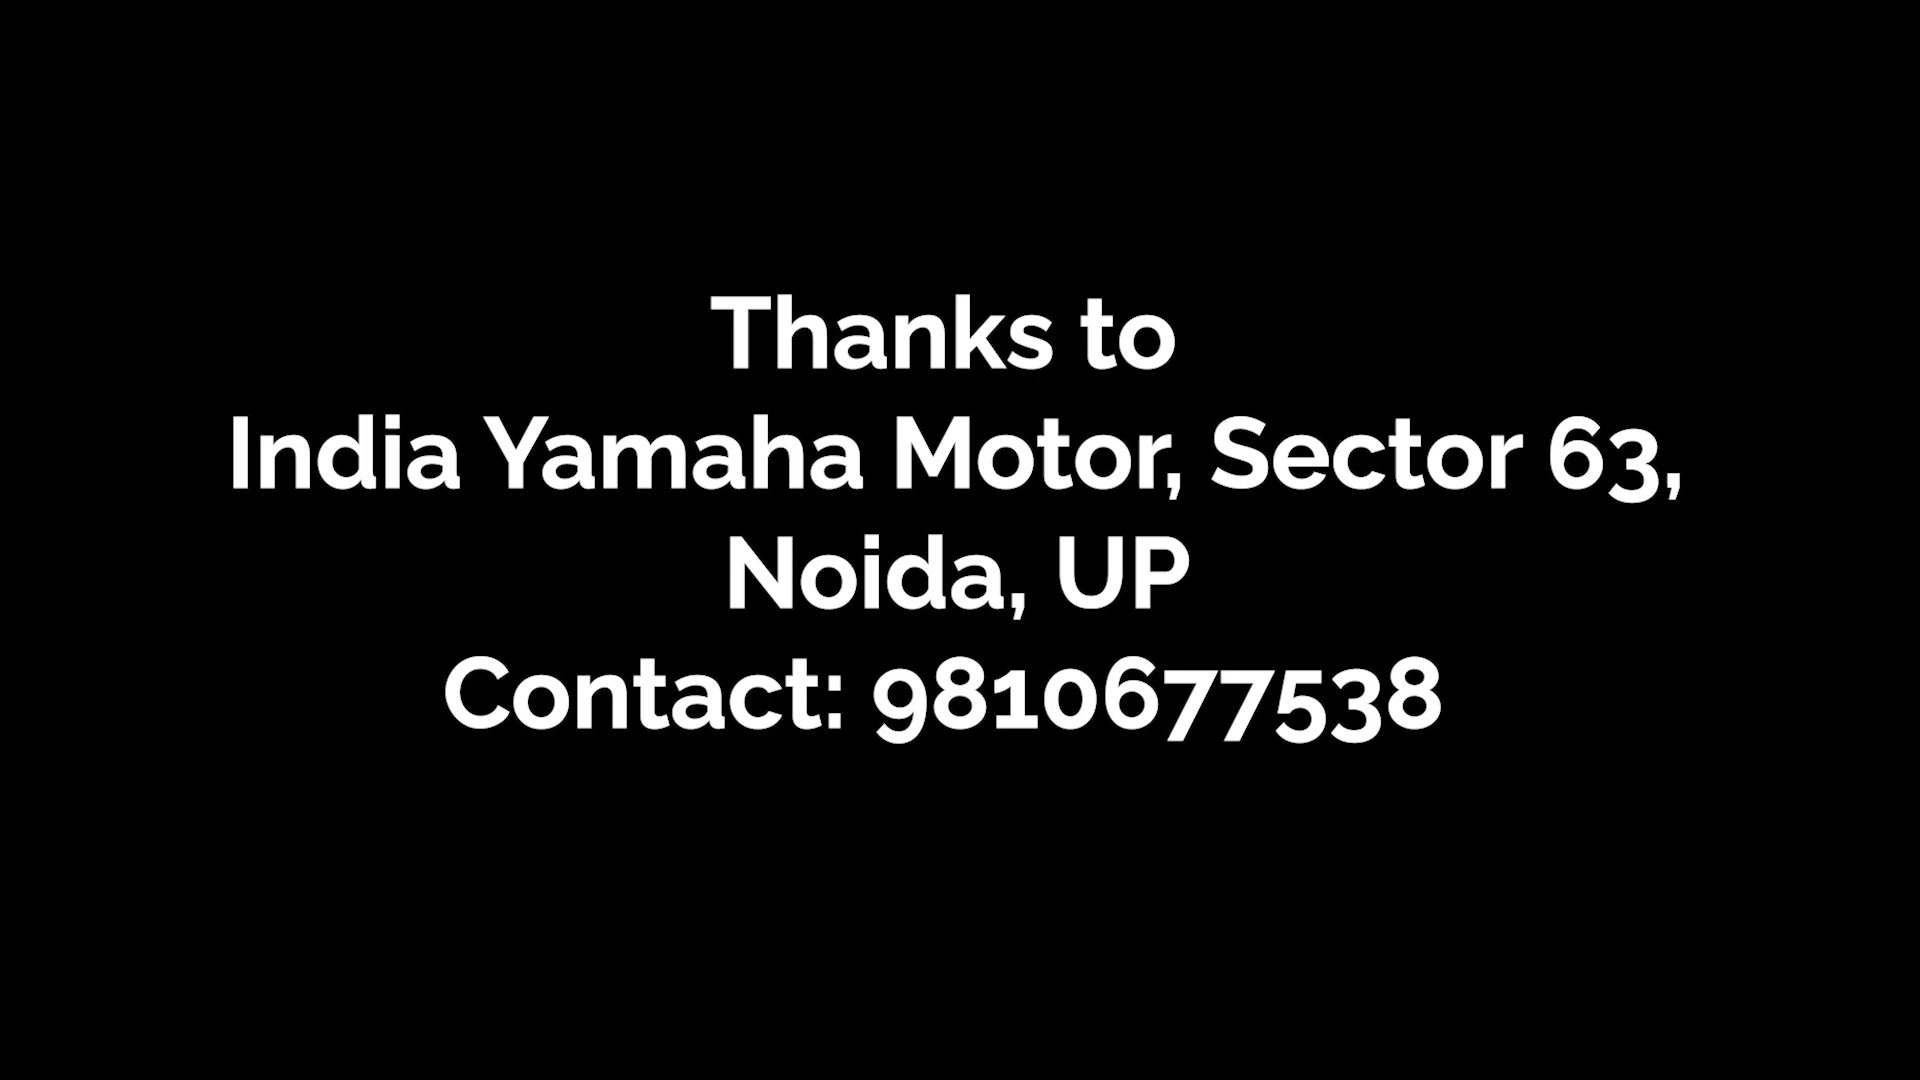 Thanks to
India Yamaha Motor, Sector 63,
Noida, UP
Contact: 9810677538